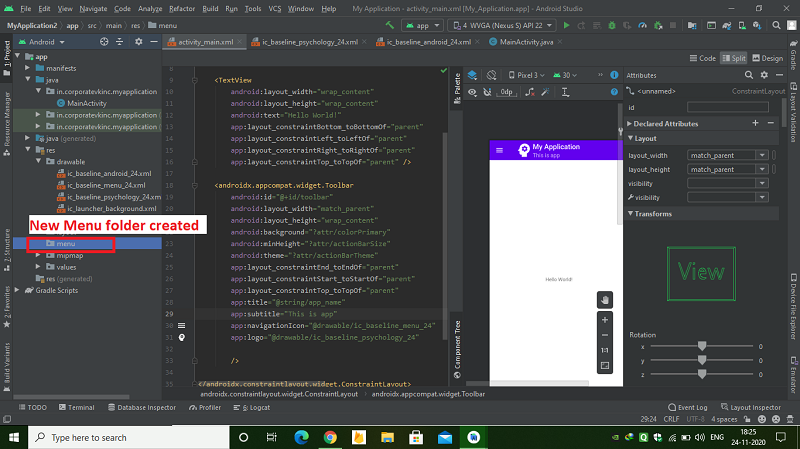 File Edit View Navigate Code Analyze Refactor Build Run Tools VCS Window Help My Application - activity_main.xml [My_Application.app] - Android Studio
MyApplication2 app src main res menu
app
4 WVGA (Nexus S) API 22
Android
activity_main.xml
ic_baseline_psychology_24.xml
ic_baseline_android_24.xml
MainActivity.java
Code Split Design
1: Project
Resource Manager
2: Structure
2: Favorites
Build Variants
app
manifests
java
in.corporatevkinc.myapplication
MainActivity
in.corporatevkinc.myapplication
in.corporatevkinc.myapplication
java (generated)
res
drawable
ic_baseline_android_24.xml
ic_baseline_menu_24.xml
ic_baseline_psychology_24.xml
ic_launcher_background.xml
New Menu folder created
menu
mipmap
values
res (generated)
Gradle Scripts
8
9 <TextView
10 android:layout_width="wrap_content"
11 android:layout_height="wrap_content"
12 android:text="Hello World!"
13 app:layout_constraintBottom_toBottomOf="parent"
14 app:layout_constraintLeft_toLeftOf="parent"
15 app:layout_constraintRight_toRightOf="parent"
16 app:layout_constraintTop_toTopOf="parent" />
17
18 <androidx.appcompat.widget.Toolbar
19 android:id="@+id/toolbar"
20 android:layout_width="match_parent"
android:layout_height="wrap_content"
android:background="?attr/colorPrimary"
23 android:minHeight="?attr/actionBarSize"
24 android:theme="?attr/actionBarTheme"
25 app:layout_constraintEnd_toEndOf="parent"
26 app:layout_constraintStart_toStartOf="parent"
27 app:layout_constraintTop_toTopOf="parent"
28 app:title="@string/app_name"
29 app:subtitle="This is app"
30 app:navigationIcon="@drawable/ic_baseline_menu_24"
31 app:logo="@drawable/ic_baseline_psychology_24"
32
33 />
34
35 </androidx.constraintlayout.widget.ConstraintLayout>
androidx.constraintlayout.widget.ConstraintLayout androidx.appcompat.widget.Toolbar
Palette
Component Tree
Pixel 3 30
0dp
My Application
This is app
Hello World!
1:1
Attributes
<unnamed> ConstraintLayout
id
Declared Attributes
Layout
layout_width match_parent
layout_height match_parent
visibility
visibility
Transforms
View
Rotation
x 0
y 0
z 0
Gradle
Layout Validation
Device File Explorer
Emulator
TODO Terminal Database Inspector Profiler 6: Logcat Event Log Layout Inspector
29:24 CRLF UTF-8 4 spaces
Type here to search
ENG
18:25
24-11-2020